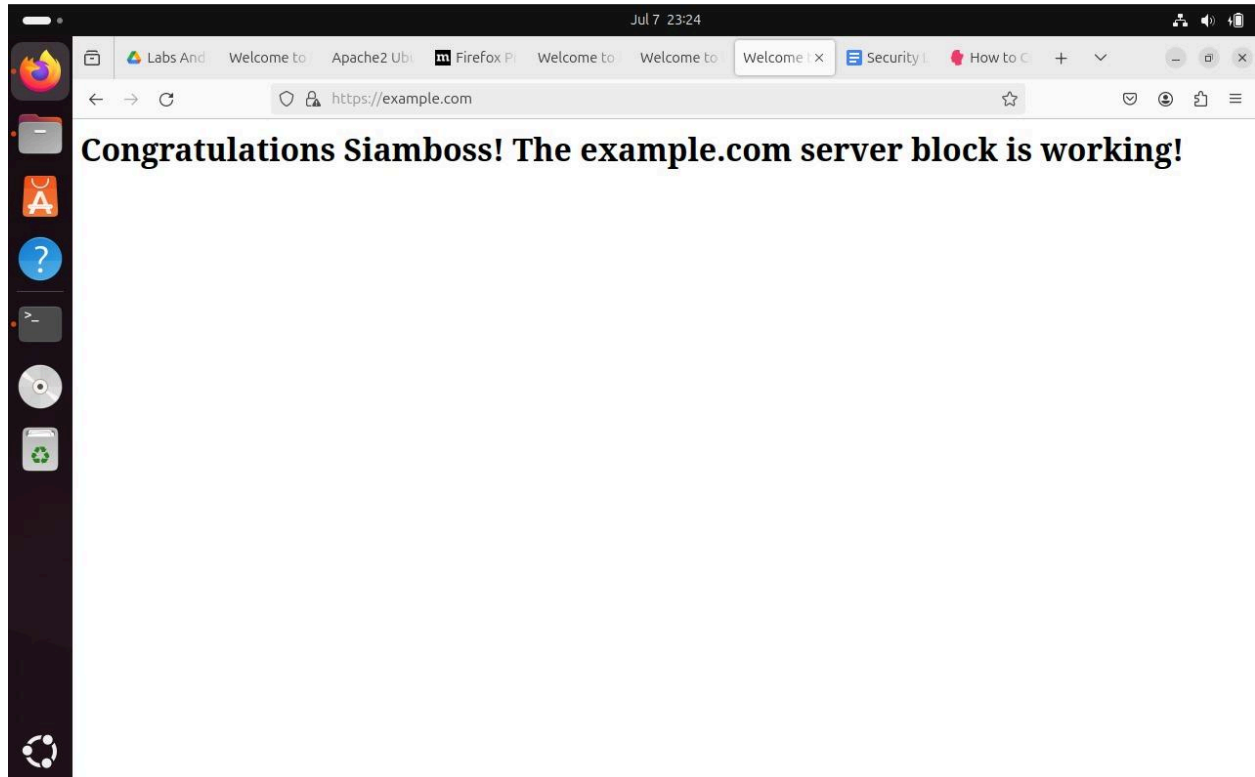 Jul 7 23:24
Labs And
Welcome to
Apache2 Ubu
m Firefox P
Welcome to
Welcome to
Welcome t
Security L
How to C
https://example.com
Congratulations Siamboss! The example.com server block is working!